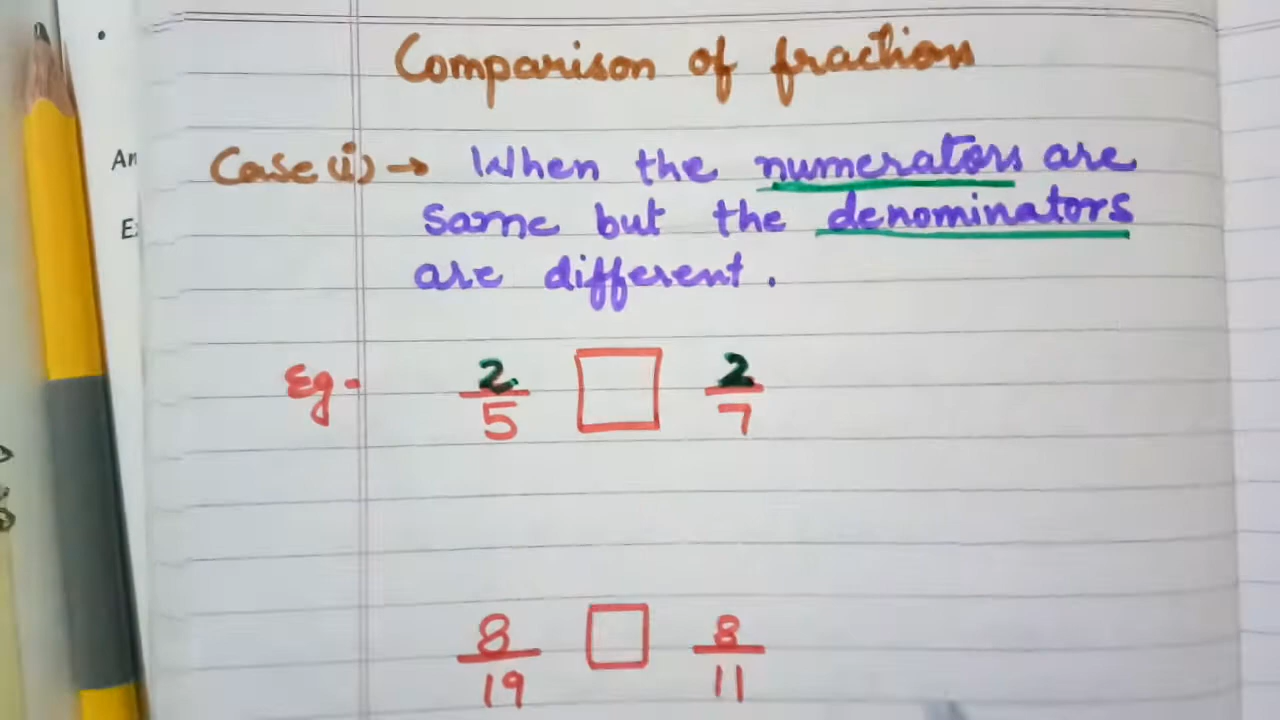 Comparison of fractions
Case (i) → When the numerators are
same but the denominators
are different.
Eg. 2/5 □ 2/7
8/19 □ 8/11